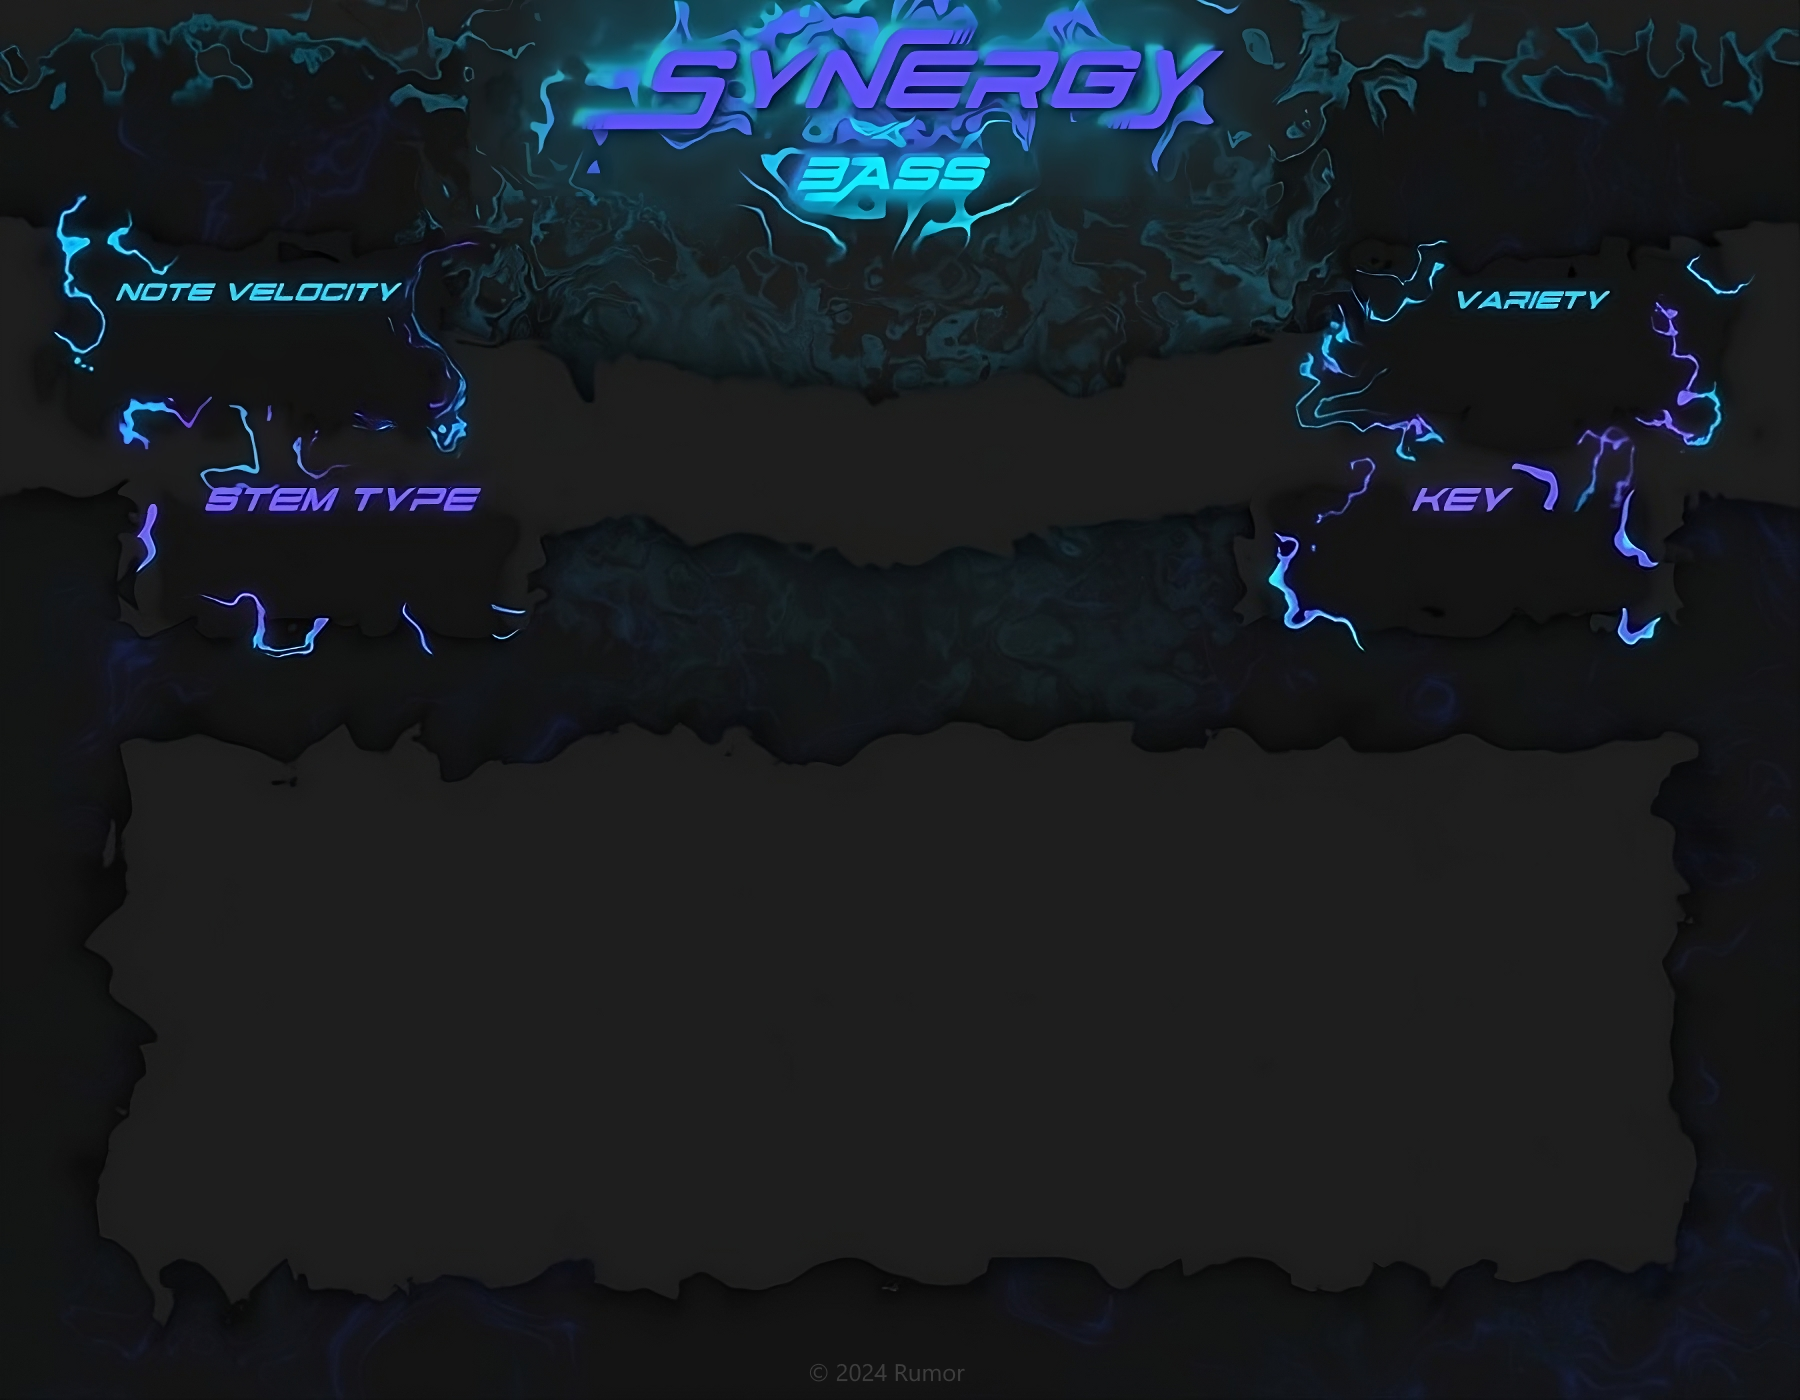 SYNERGY
BASS
NOTE VELOCITY
VARIETY
STEM TYPE
KEY
© 2024 Rumor